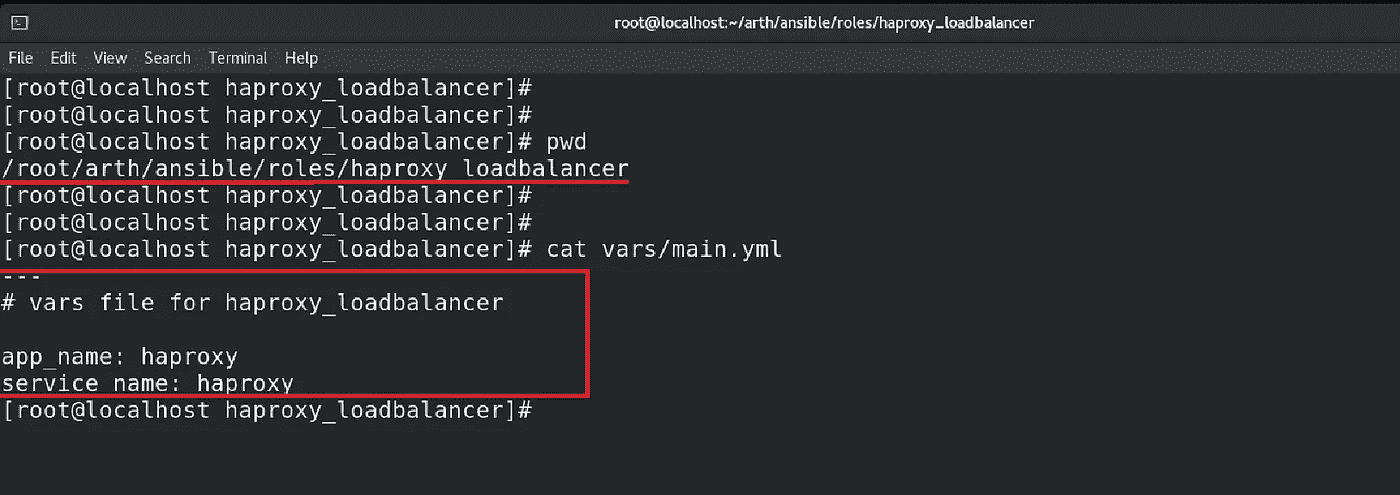 root@localhost:~/arth/ansible/roles/haproxy_loadbalancer
File Edit View Search Terminal Help
[root@localhost haproxy_loadbalancer]#
[root@localhost haproxy_loadbalancer]#
[root@localhost haproxy_loadbalancer]# pwd
/root/arth/ansible/roles/haproxy_loadbalancer
[root@localhost haproxy_loadbalancer]#
[root@localhost haproxy_loadbalancer]#
[root@localhost haproxy_loadbalancer]# cat vars/main.yml
---
# vars file for haproxy_loadbalancer
app_name: haproxy
service_name: haproxy
[root@localhost haproxy_loadbalancer]#